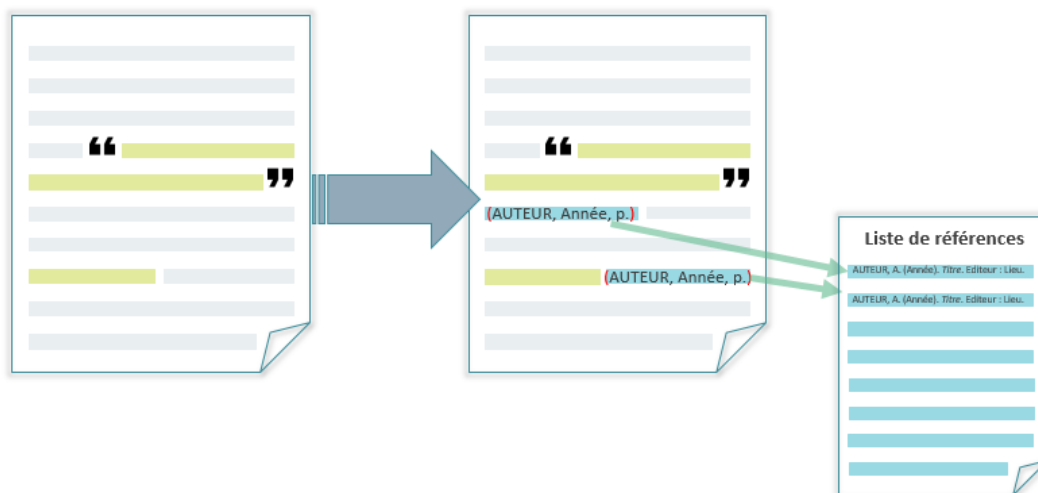 “
”
“
”
(AUTEUR, Année, p.)
(AUTEUR, Année, p.)
Liste de références
AUTEUR, A. (Année). Titre. Editeur : Lieu.
AUTEUR, A. (Année). Titre. Editeur : Lieu.